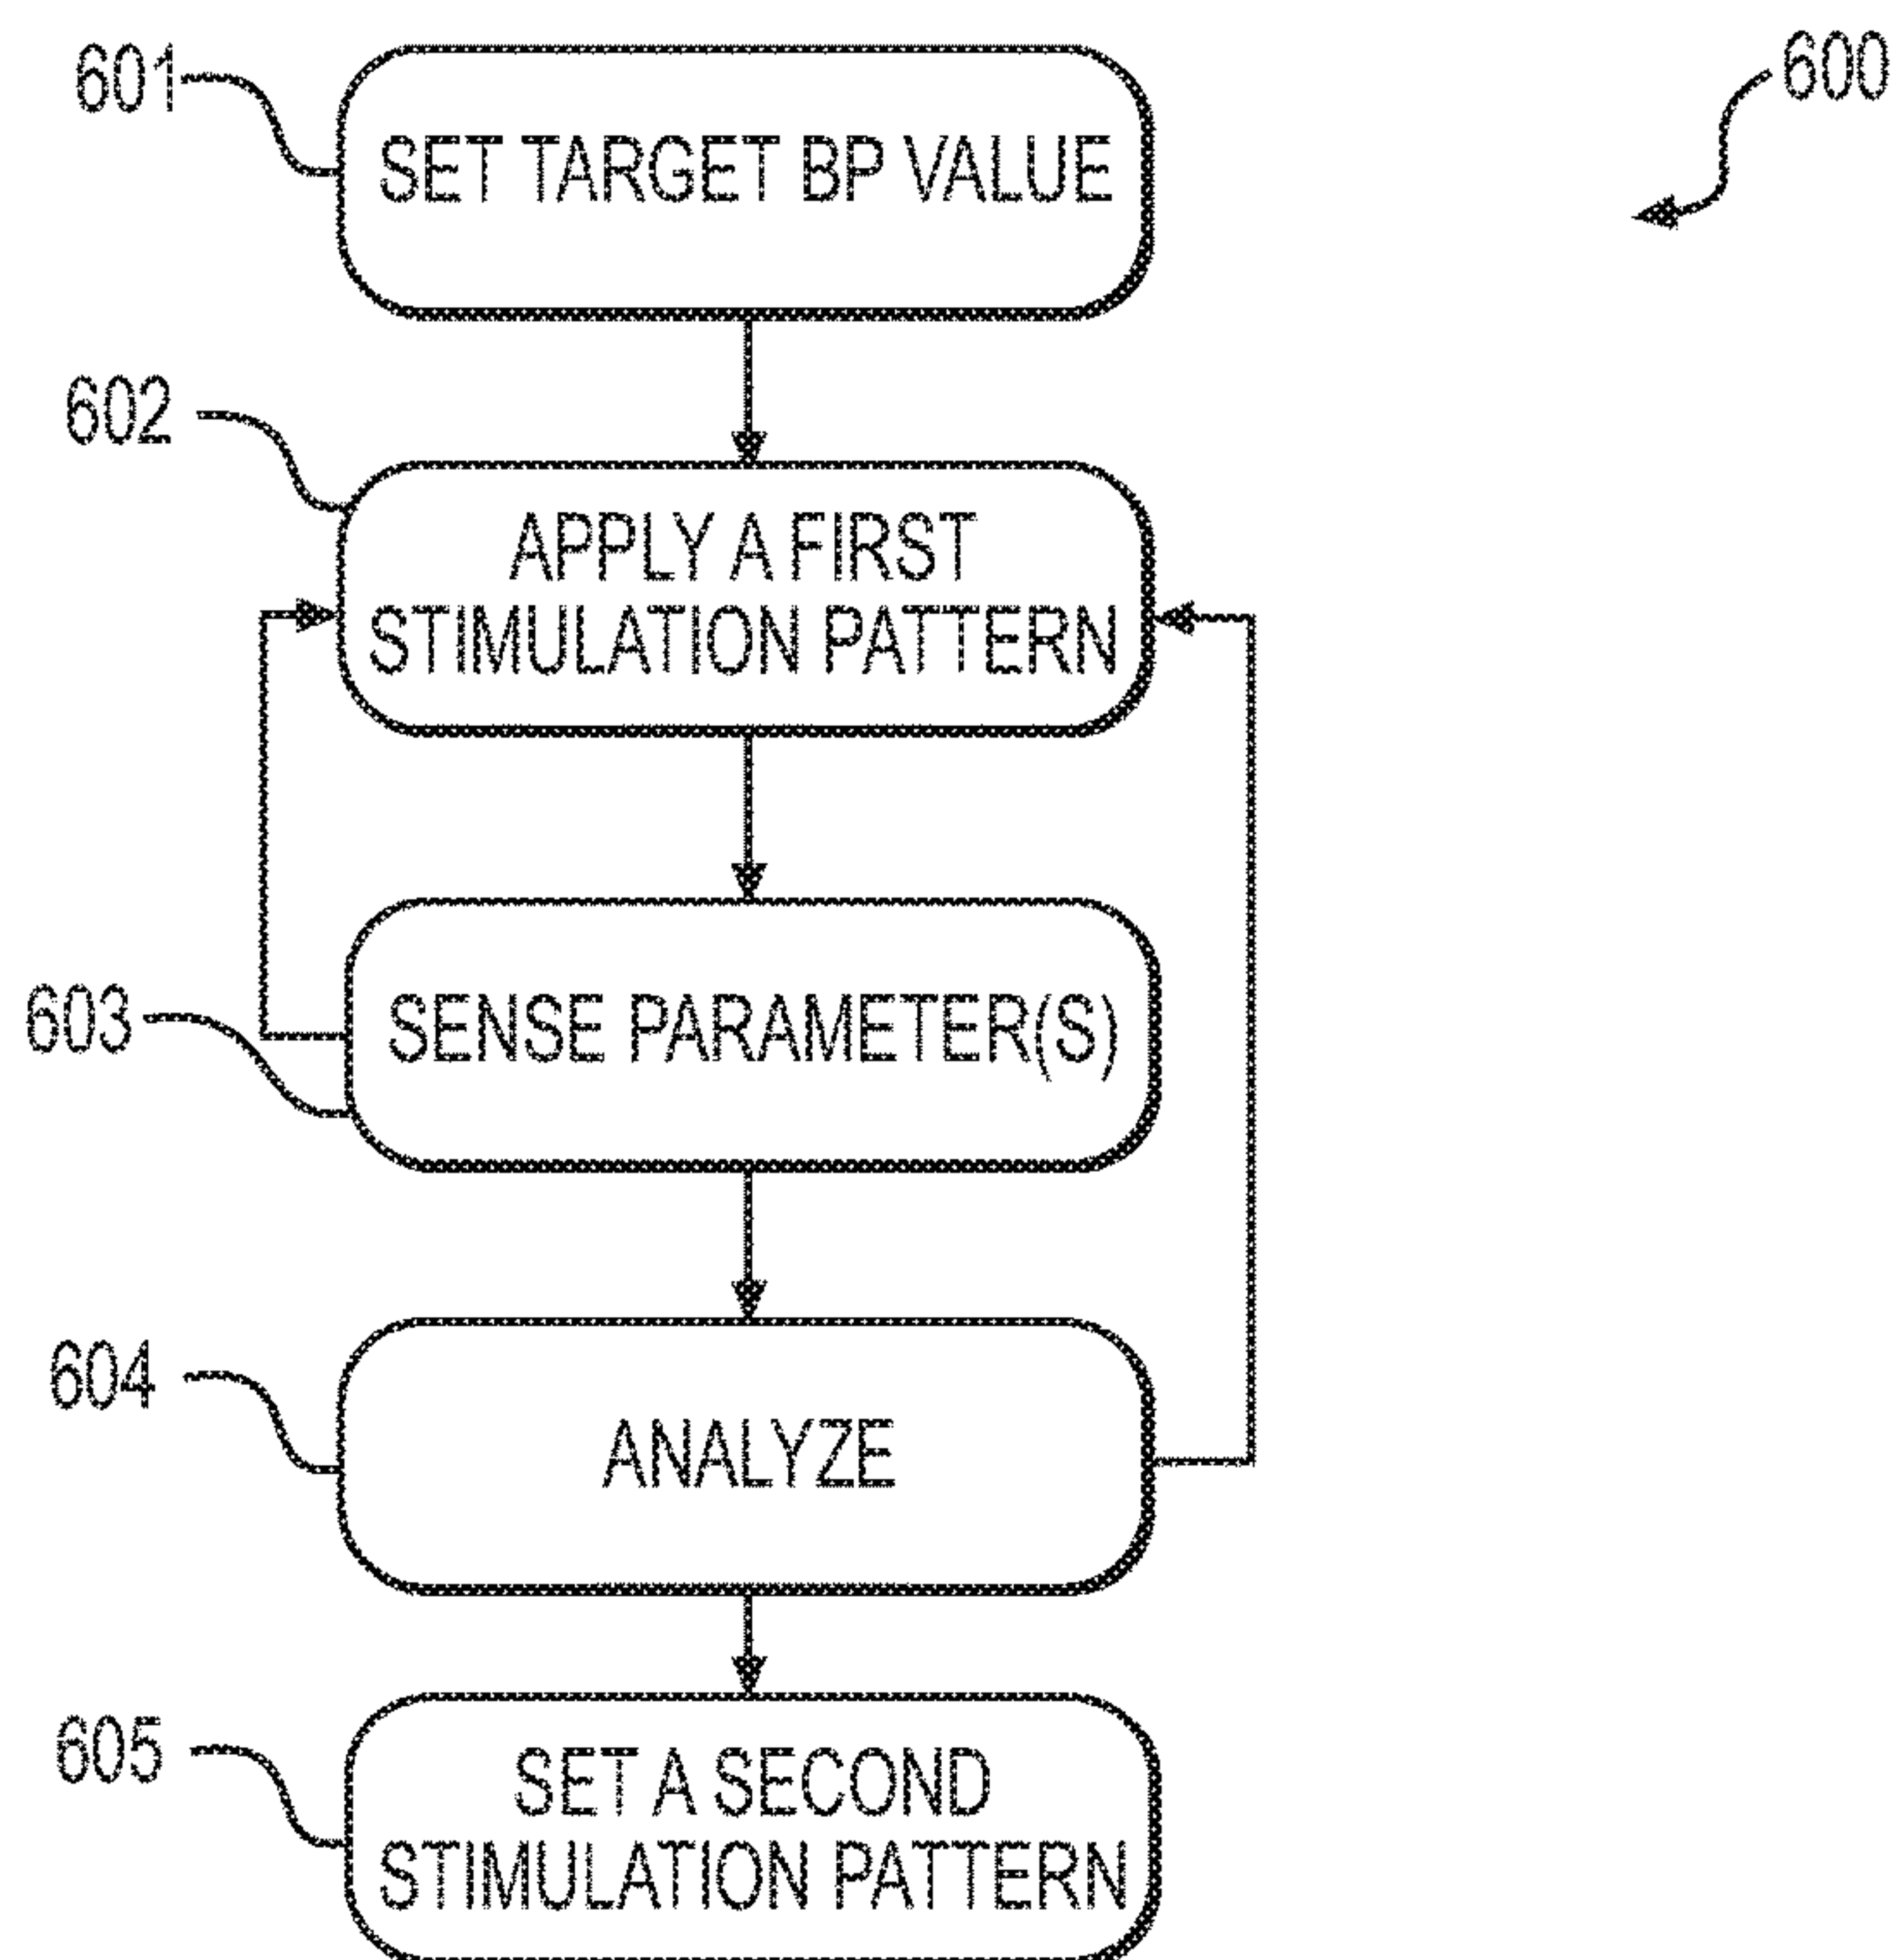 601
600
SET TARGET BP VALUE
602
APPLY A FIRST
STIMULATION PATTERN
603
SENSE PARAMETER(S)
604
ANALYZE
605
SET A SECOND
STIMULATION PATTERN